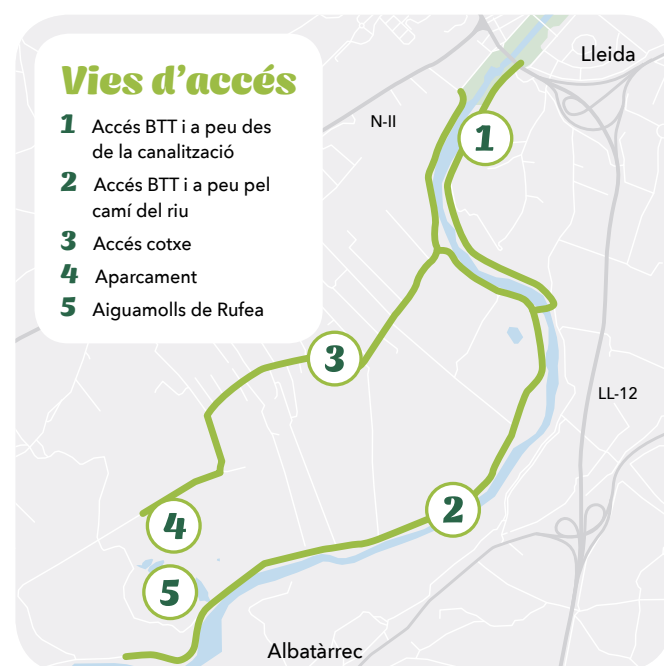 Vies d'accés
1 Accés BTT i a peu des
de la canalització
2 Accés BTT i a peu pel
camí del riu
3 Accés cotxe
4 Aparcament
5 Aiguamolls de Rufea
Lleida
N-II
1
3
LL-12
2
4
5
Albatàrrec